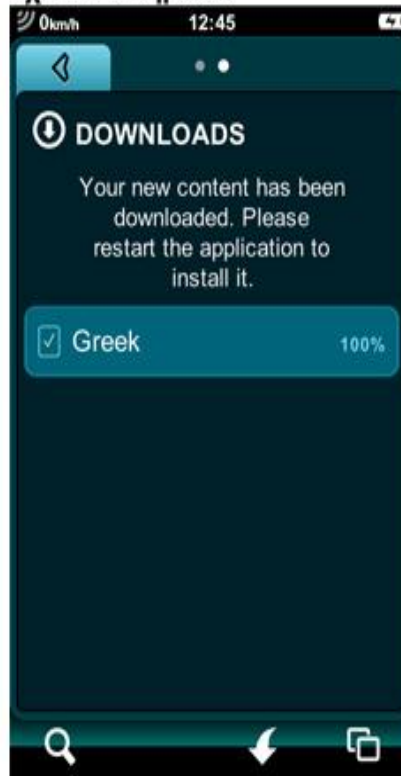 0km/h 12:45
DOWNLOADS
Your new content has been
downloaded. Please
restart the application to
install it.
Greek 100%